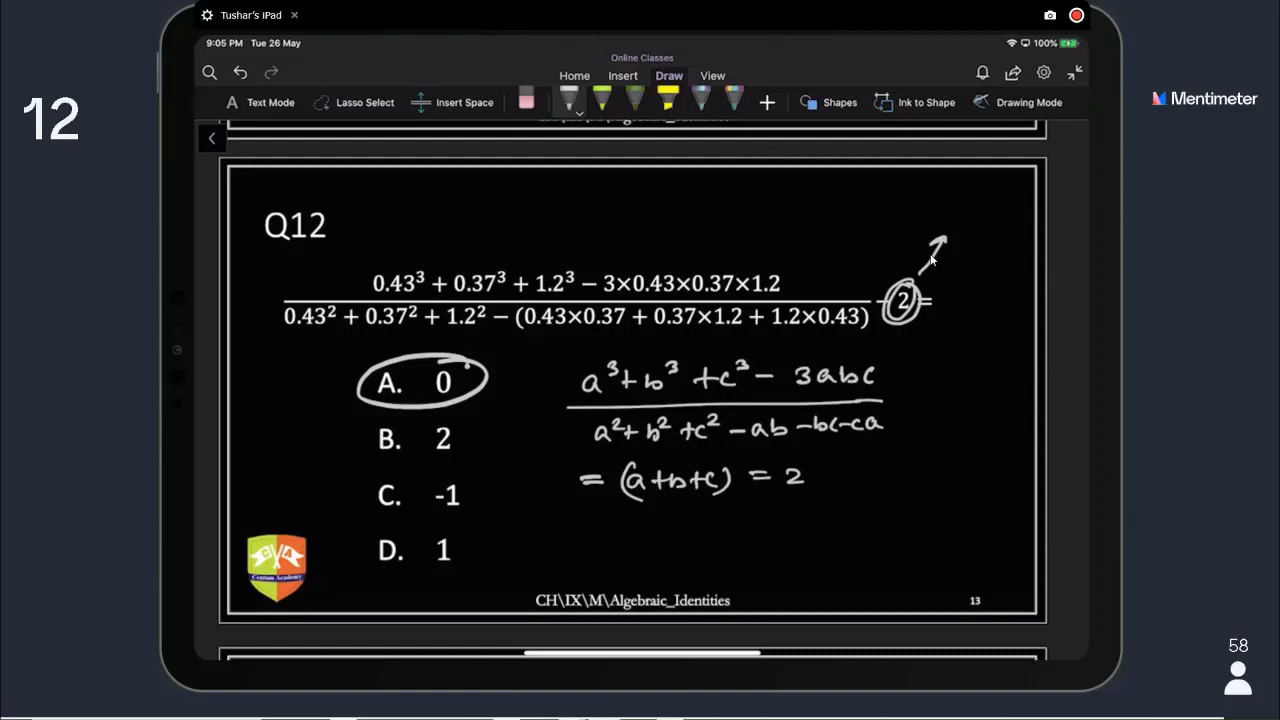 Tushar's iPad ×
9:05 PM Tue 26 May
100%
Online Classes
Home Insert Draw View
Text Mode Lasso Select Insert Space Shapes Ink to Shape Drawing Mode
12
Mentimeter
Q12
\frac{0.43³ + 0.37³ + 1.2³ − 3×0.43×0.37×1.2}{0.43² + 0.37² + 1.2² − (0.43×0.37 + 0.37×1.2 + 1.2×0.43)} − 2 =
A. 0
B. 2
C. -1
D. 1
a³ + b³ + c³ − 3abc
a² + b² + c² − ab − bc − ca
= (a+b+c) = 2
CA
Centum Academy
CH\IX\M\Algebraic_Identities
13
58